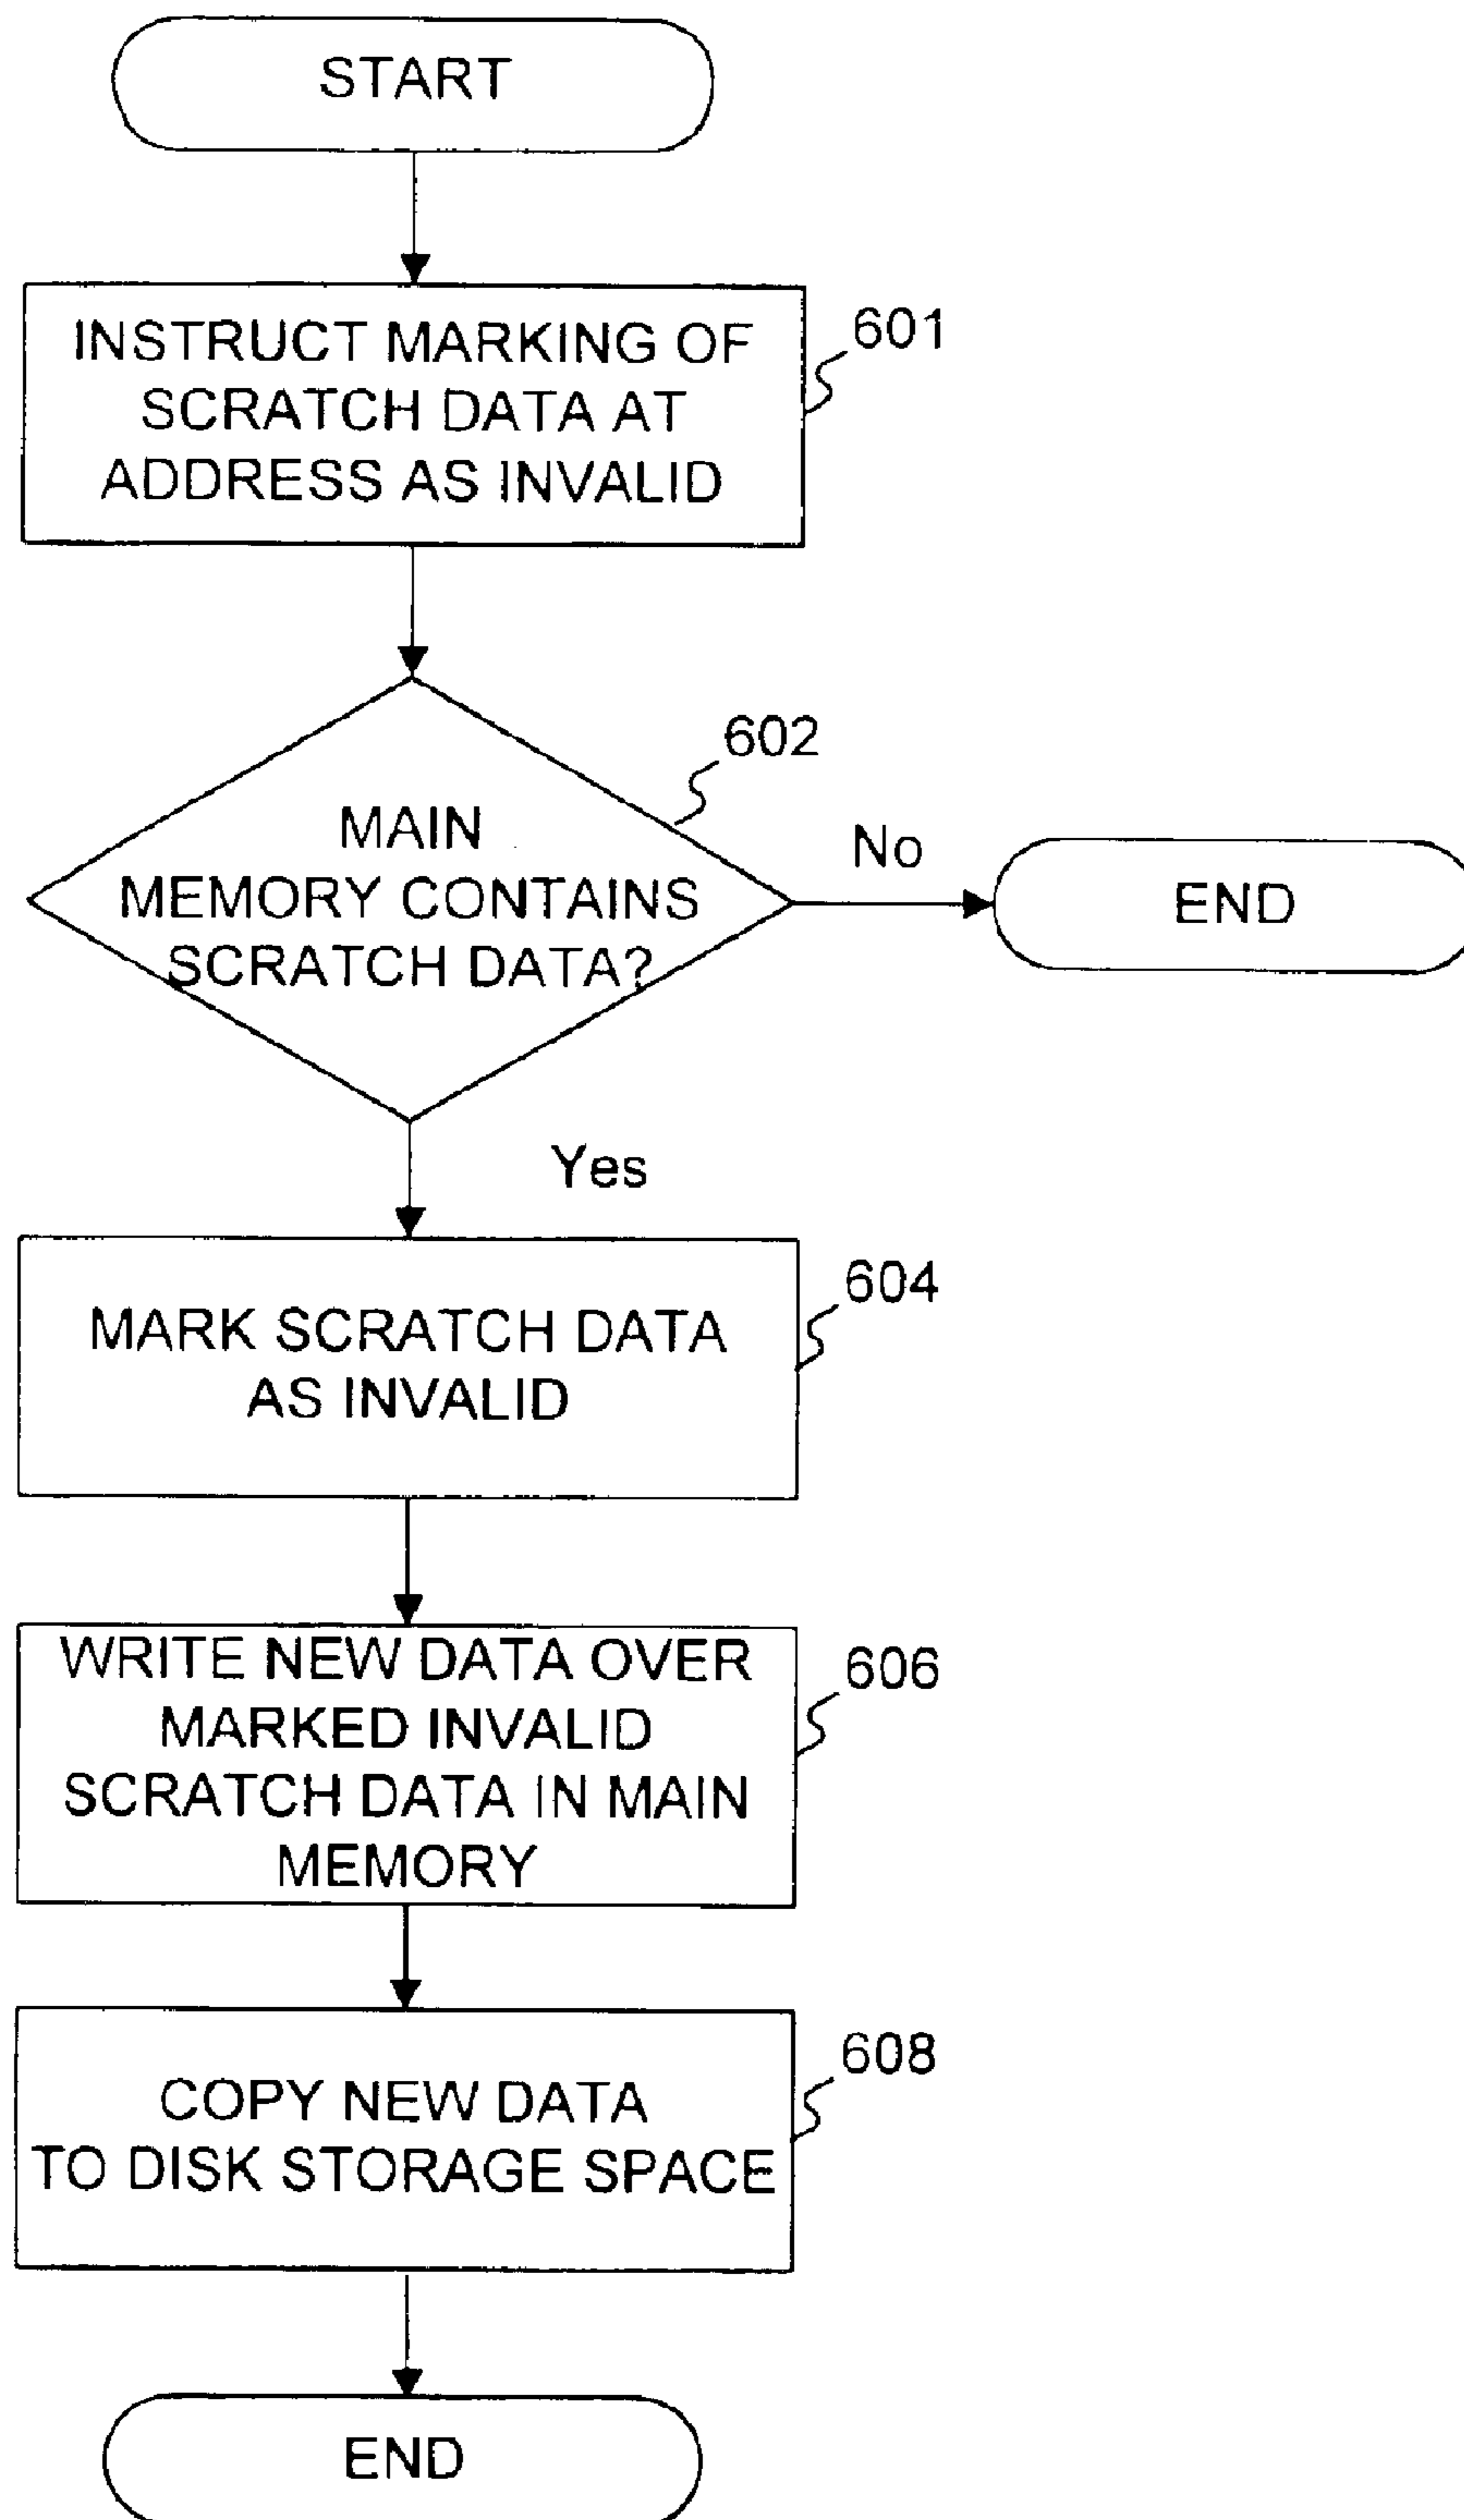 START
INSTRUCT MARKING OF
SCRATCH DATA AT
ADDRESS AS INVALID
601
602
MAIN
MEMORY CONTAINS
SCRATCH DATA?
No
END
Yes
604
MARK SCRATCH DATA
AS INVALID
WRITE NEW DATA OVER
MARKED INVALID
SCRATCH DATA IN MAIN
MEMORY
606
608
COPY NEW DATA
TO DISK STORAGE SPACE
END